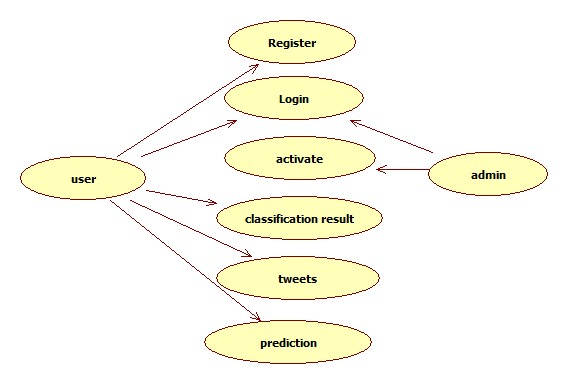 Register
Login
activate
user
admin
classification result
tweets
prediction